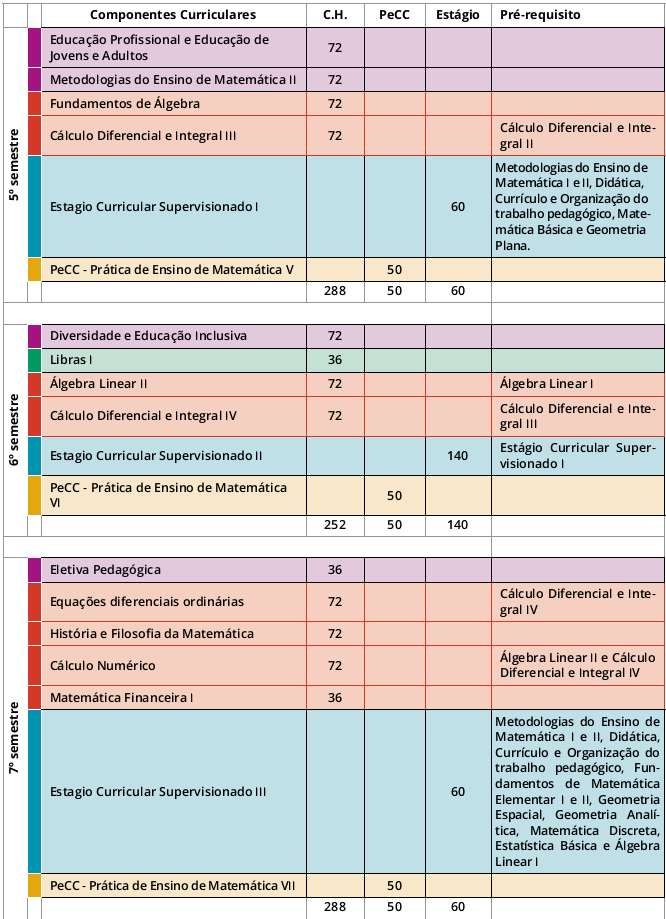 Componentes Curriculares C.H. PeCC Estágio Pré-requisito
5º semestre
Educação Profissional e Educação de
Jovens e Adultos
72
Metodologias do Ensino de Matemática II 72
Fundamentos de Álgebra 72
Cálculo Diferencial e Integral III 72
Cálculo Diferencial e Inte-
gral II
Estagio Curricular Supervisionado I 60
Metodologias do Ensino de
Matemática I e II, Didática,
Currículo e Organização do
trabalho pedagógico, Mate-
mática Básica e Geometria
Plana.
PeCC - Prática de Ensino de Matemática V 50
288 50 60
6º semestre
Diversidade e Educação Inclusiva 72
Libras I 36
Álgebra Linear II 72 Álgebra Linear I
Cálculo Diferencial e Integral IV 72
Cálculo Diferencial e Inte-
gral III
Estagio Curricular Supervisionado II 140
Estágio Curricular Super-
visionado I
PeCC - Prática de Ensino de Matemática
VI
50
252 50 140
7º semestre
Eletiva Pedagógica 36
Equações diferenciais ordinárias 72
Cálculo Diferencial e Inte-
gral IV
História e Filosofia da Matemática 72
Cálculo Numérico 72
Álgebra Linear II e Cálculo
Diferencial e Integral IV
Matemática Financeira I 36
Estagio Curricular Supervisionado III 60
Metodologias do Ensino de
Matemática I e II, Didática,
Currículo e Organização do
trabalho pedagógico, Fun-
damentos de Matemática
Elementar I e II, Geometria
Espacial, Geometria Analí-
tica, Matemática Discreta,
Estatística Básica e Álgebra
Linear I
PeCC - Prática de Ensino de Matemática VII 50
288 50 60